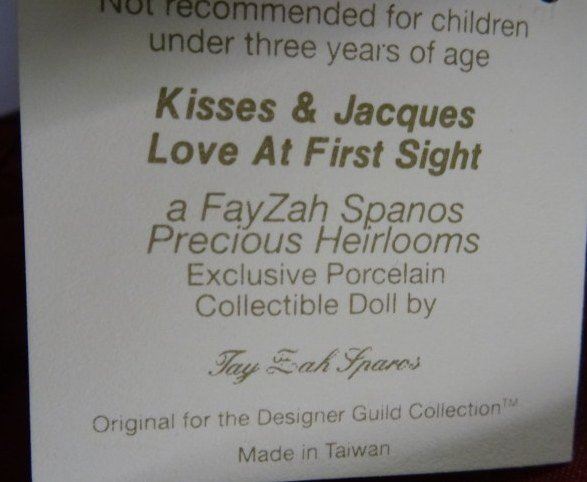 Not recommended for children
under three years of age
Kisses & Jacques
Love At First Sight
a FayZah Spanos
Precious Heirlooms
Exclusive Porcelain
Collectible Doll by
Fay Zah Spanos
Original for the Designer Guild Collection™
Made in Taiwan